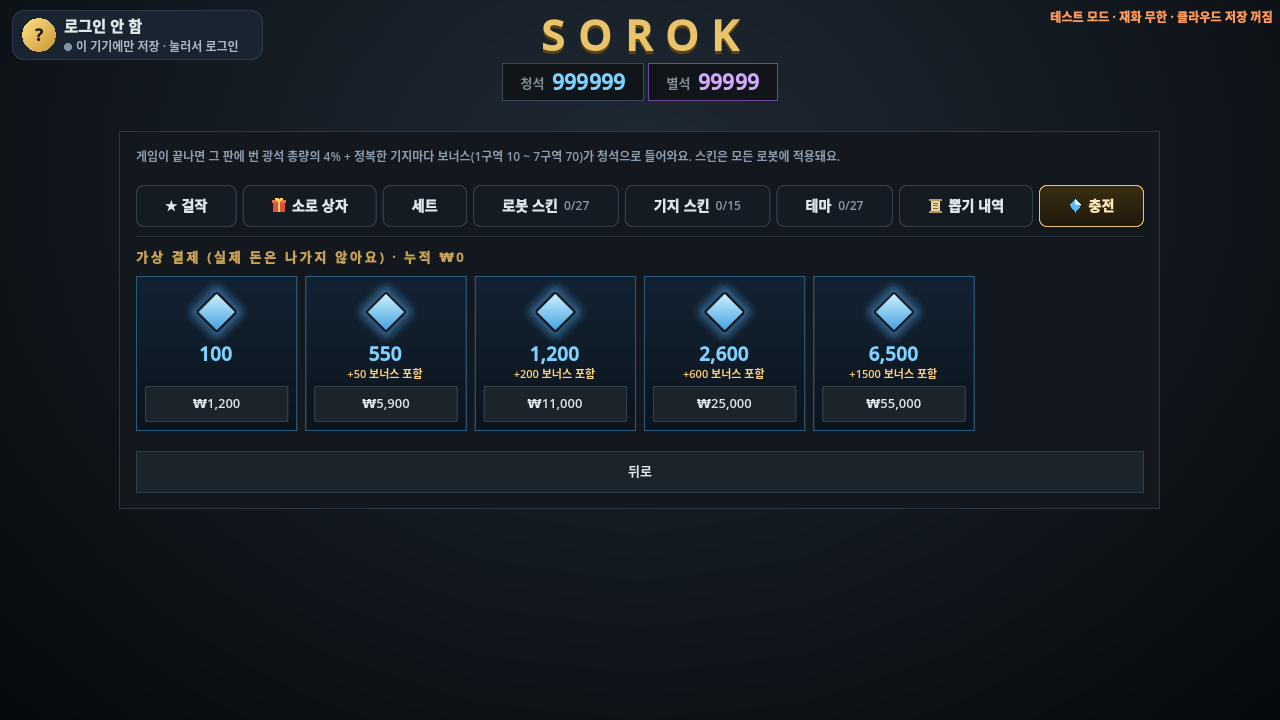 ?
로그인 안 함
이 기기에만 저장 · 눌러서 로그인
SOROK
테스트 모드 · 재화 무한 · 클라우드 저장 꺼짐
청석 999999
별석 99999
게임이 끝나면 그 판에 번 광석 총량의 4% + 정복한 기지마다 보너스(1구역 10 ~ 7구역 70)가 청석으로 들어와요. 스킨은 모든 로봇에 적용돼요.
★ 걸작
소로 상자
세트
로봇 스킨 0/27
기지 스킨 0/15
테마 0/27
뽑기 내역
충전
가상 결제 (실제 돈은 나가지 않아요) · 누적 ₩0
100
₩1,200
550
+50 보너스 포함
₩5,900
1,200
+200 보너스 포함
₩11,000
2,600
+600 보너스 포함
₩25,000
6,500
+1500 보너스 포함
₩55,000
뒤로